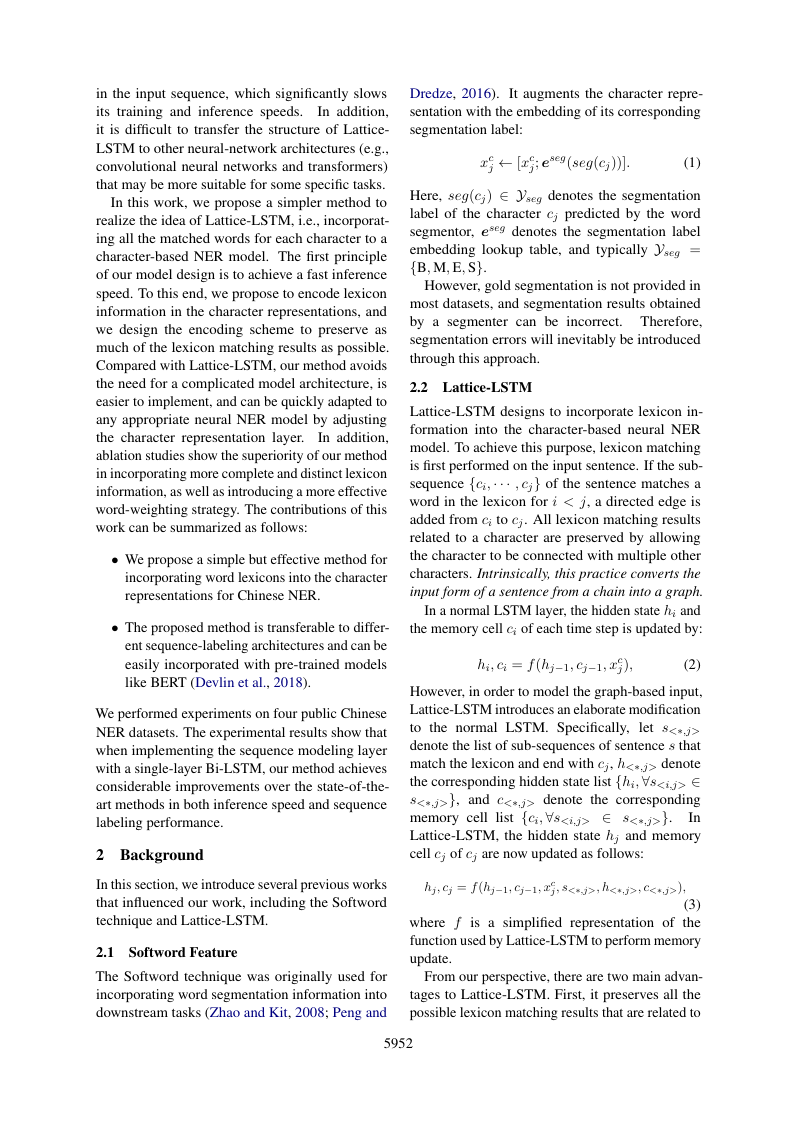 in the input sequence, which significantly slows
its training and inference speeds. In addition,
it is difficult to transfer the structure of Lattice-
LSTM to other neural-network architectures (e.g.,
convolutional neural networks and transformers)
that may be more suitable for some specific tasks.
In this work, we propose a simpler method to
realize the idea of Lattice-LSTM, i.e., incorporat-
ing all the matched words for each character to a
character-based NER model. The first principle
of our model design is to achieve a fast inference
speed. To this end, we propose to encode lexicon
information in the character representations, and
we design the encoding scheme to preserve as
much of the lexicon matching results as possible.
Compared with Lattice-LSTM, our method avoids
the need for a complicated model architecture, is
easier to implement, and can be quickly adapted to
any appropriate neural NER model by adjusting
the character representation layer. In addition,
ablation studies show the superiority of our method
in incorporating more complete and distinct lexicon
information, as well as introducing a more effective
word-weighting strategy. The contributions of this
work can be summarized as follows:
• We propose a simple but effective method for
incorporating word lexicons into the character
representations for Chinese NER.
• The proposed method is transferable to differ-
ent sequence-labeling architectures and can be
easily incorporated with pre-trained models
like BERT (Devlin et al., 2018).
We performed experiments on four public Chinese
NER datasets. The experimental results show that
when implementing the sequence modeling layer
with a single-layer Bi-LSTM, our method achieves
considerable improvements over the state-of-the-
art methods in both inference speed and sequence
labeling performance.
2 Background
In this section, we introduce several previous works
that influenced our work, including the Softword
technique and Lattice-LSTM.
2.1 Softword Feature
The Softword technique was originally used for
incorporating word segmentation information into
downstream tasks (Zhao and Kit, 2008; Peng and
Dredze, 2016). It augments the character repre-
sentation with the embedding of its corresponding
segmentation label:
x_j^c ← [x_j^c; e^{seg}(seg(c_j))]. (1)
Here, seg(c_j) ∈ 𝒴_{seg} denotes the segmentation
label of the character c_j predicted by the word
segmentor, e^{seg} denotes the segmentation label
embedding lookup table, and typically 𝒴_{seg} =
{B, M, E, S}.
However, gold segmentation is not provided in
most datasets, and segmentation results obtained
by a segmenter can be incorrect. Therefore,
segmentation errors will inevitably be introduced
through this approach.
2.2 Lattice-LSTM
Lattice-LSTM designs to incorporate lexicon in-
formation into the character-based neural NER
model. To achieve this purpose, lexicon matching
is first performed on the input sentence. If the sub-
sequence {c_i, ⋯ , c_j} of the sentence matches a
word in the lexicon for i < j, a directed edge is
added from c_i to c_j. All lexicon matching results
related to a character are preserved by allowing
the character to be connected with multiple other
characters. Intrinsically, this practice converts the
input form of a sentence from a chain into a graph.
In a normal LSTM layer, the hidden state h_i and
the memory cell c_i of each time step is updated by:
h_i, c_i = f(h_{j−1}, c_{j−1}, x_j^c), (2)
However, in order to model the graph-based input,
Lattice-LSTM introduces an elaborate modification
to the normal LSTM. Specifically, let s_{<∗,j>}
denote the list of sub-sequences of sentence s that
match the lexicon and end with c_j, h_{<∗,j>} denote
the corresponding hidden state list {h_i, ∀s_{<i,j>} ∈
s_{<∗,j>}}, and c_{<∗,j>} denote the corresponding
memory cell list {c_i, ∀s_{<i,j>} ∈ s_{<∗,j>}}. In
Lattice-LSTM, the hidden state h_j and memory
cell c_j of c_j are now updated as follows:
h_j, c_j = f(h_{j−1}, c_{j−1}, x_j^c, s_{<∗,j>}, h_{<∗,j>}, c_{<∗,j>}),
(3)
where f is a simplified representation of the
function used by Lattice-LSTM to perform memory
update.
From our perspective, there are two main advan-
tages to Lattice-LSTM. First, it preserves all the
possible lexicon matching results that are related to
5952